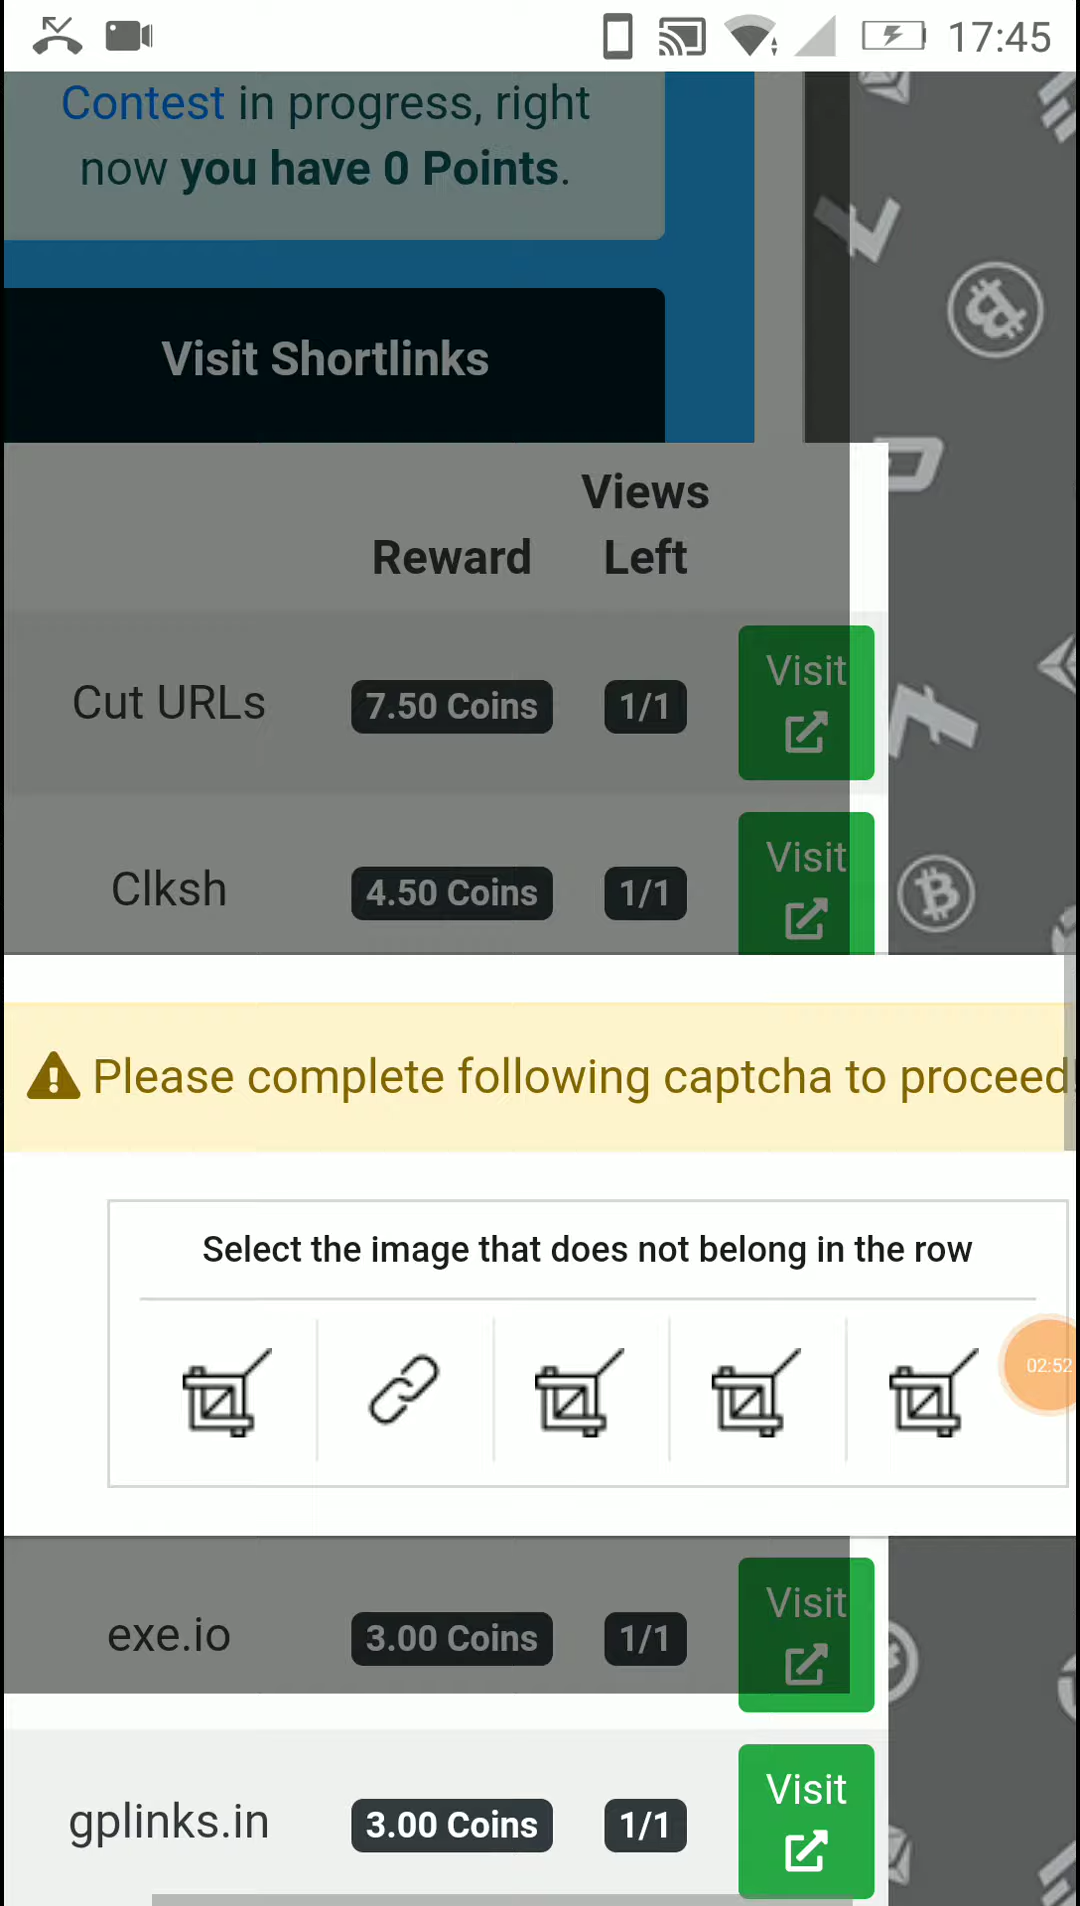 17:45
Contest in progress, right
now you have 0 Points.
Visit Shortlinks
Views
Reward Left
Cut URLs 7.50 Coins 1/1 Visit
Clksh 4.50 Coins 1/1 Visit
Please complete following captcha to proceed
Select the image that does not belong in the row
02:52
exe.io 3.00 Coins 1/1 Visit
gplinks.in 3.00 Coins 1/1 Visit